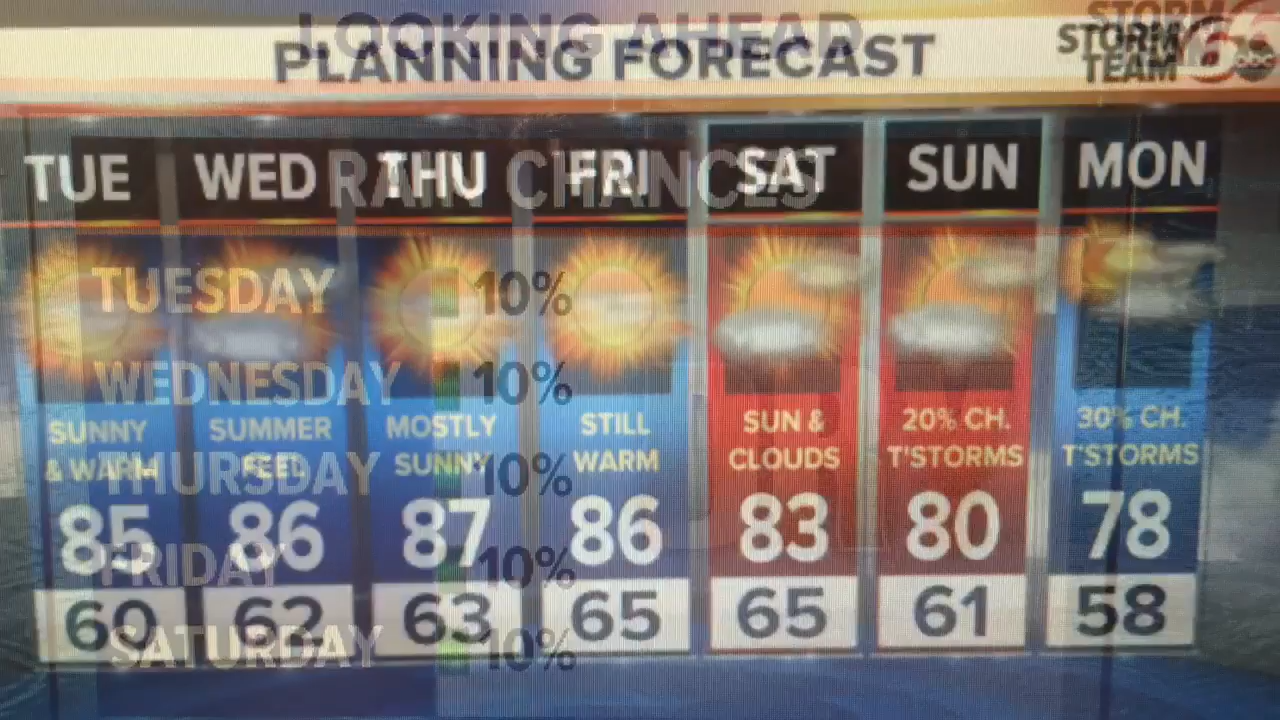 LOOKING AHEAD
PLANNING FORECAST
STORM
STORM 6
TEAM abc
TUE WED THU FRI SAT SUN MON
RAIN CHANCES
TUESDAY 10%
WEDNESDAY 10%
THURSDAY 10%
FRIDAY 10%
SATURDAY 10%
SUNNY SUMMER MOSTLY STILL SUN & 20% CH. 30% CH.
& WARM FEEL SUNNY WARM CLOUDS T'STORMS T'STORMS
85 86 87 86 83 80 78
60 62 63 65 65 61 58